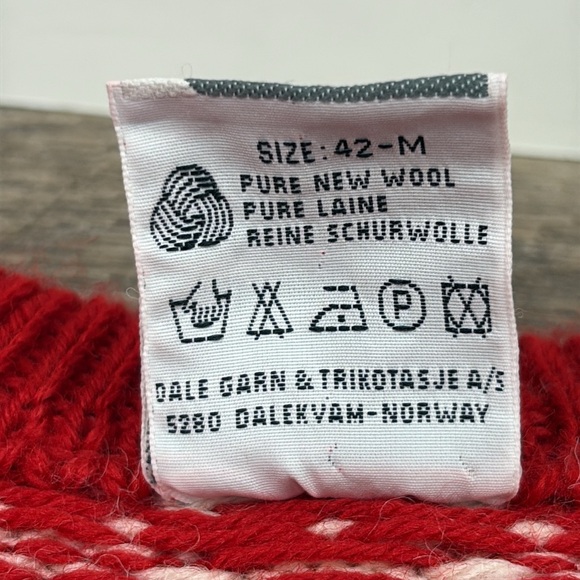 SIZE: 42-M
PURE NEW WOOL
PURE LAINE
REINE SCHURWOLLE
P
DALE GARN & TRIKOTASJE A/S
5280 DALEKVAM-NORWAY